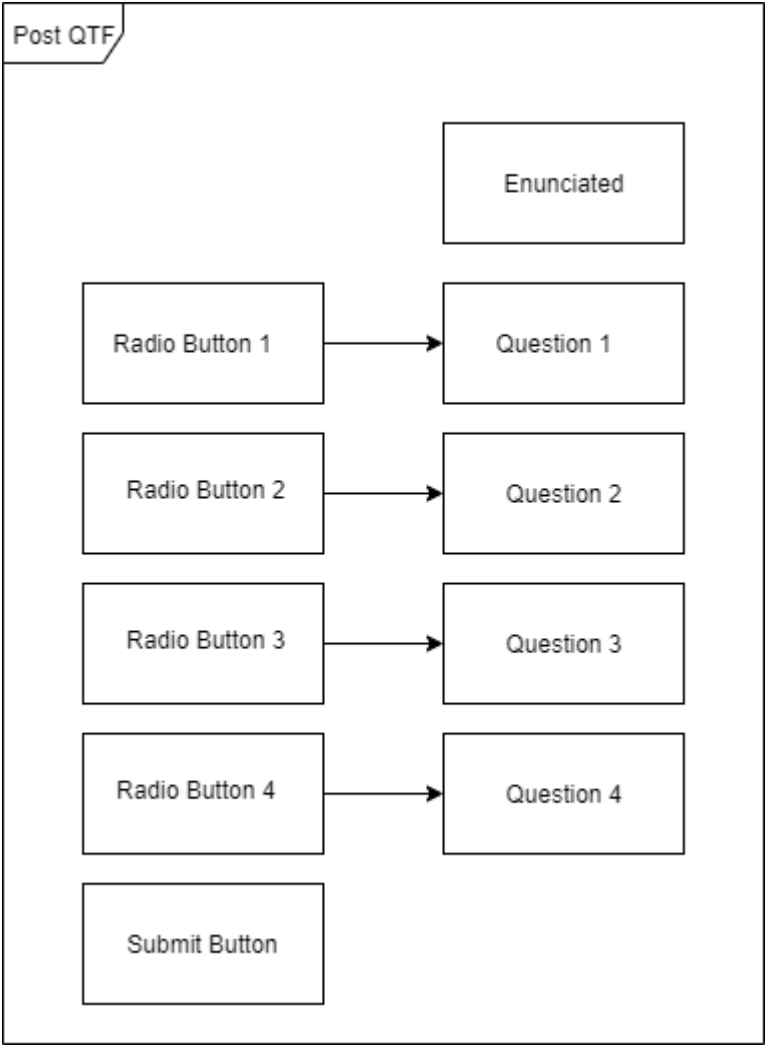 Post QTF
Enunciated
Radio Button 1
Question 1
Radio Button 2
Question 2
Radio Button 3
Question 3
Radio Button 4
Question 4
Submit Button